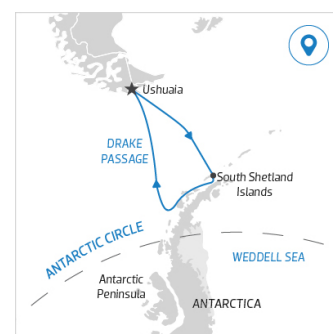 Ushuaia
DRAKE
PASSAGE
South Shetland
Islands
ANTARCTIC CIRCLE
WEDDELL SEA
Antarctic
Peninsula
ANTARCTICA